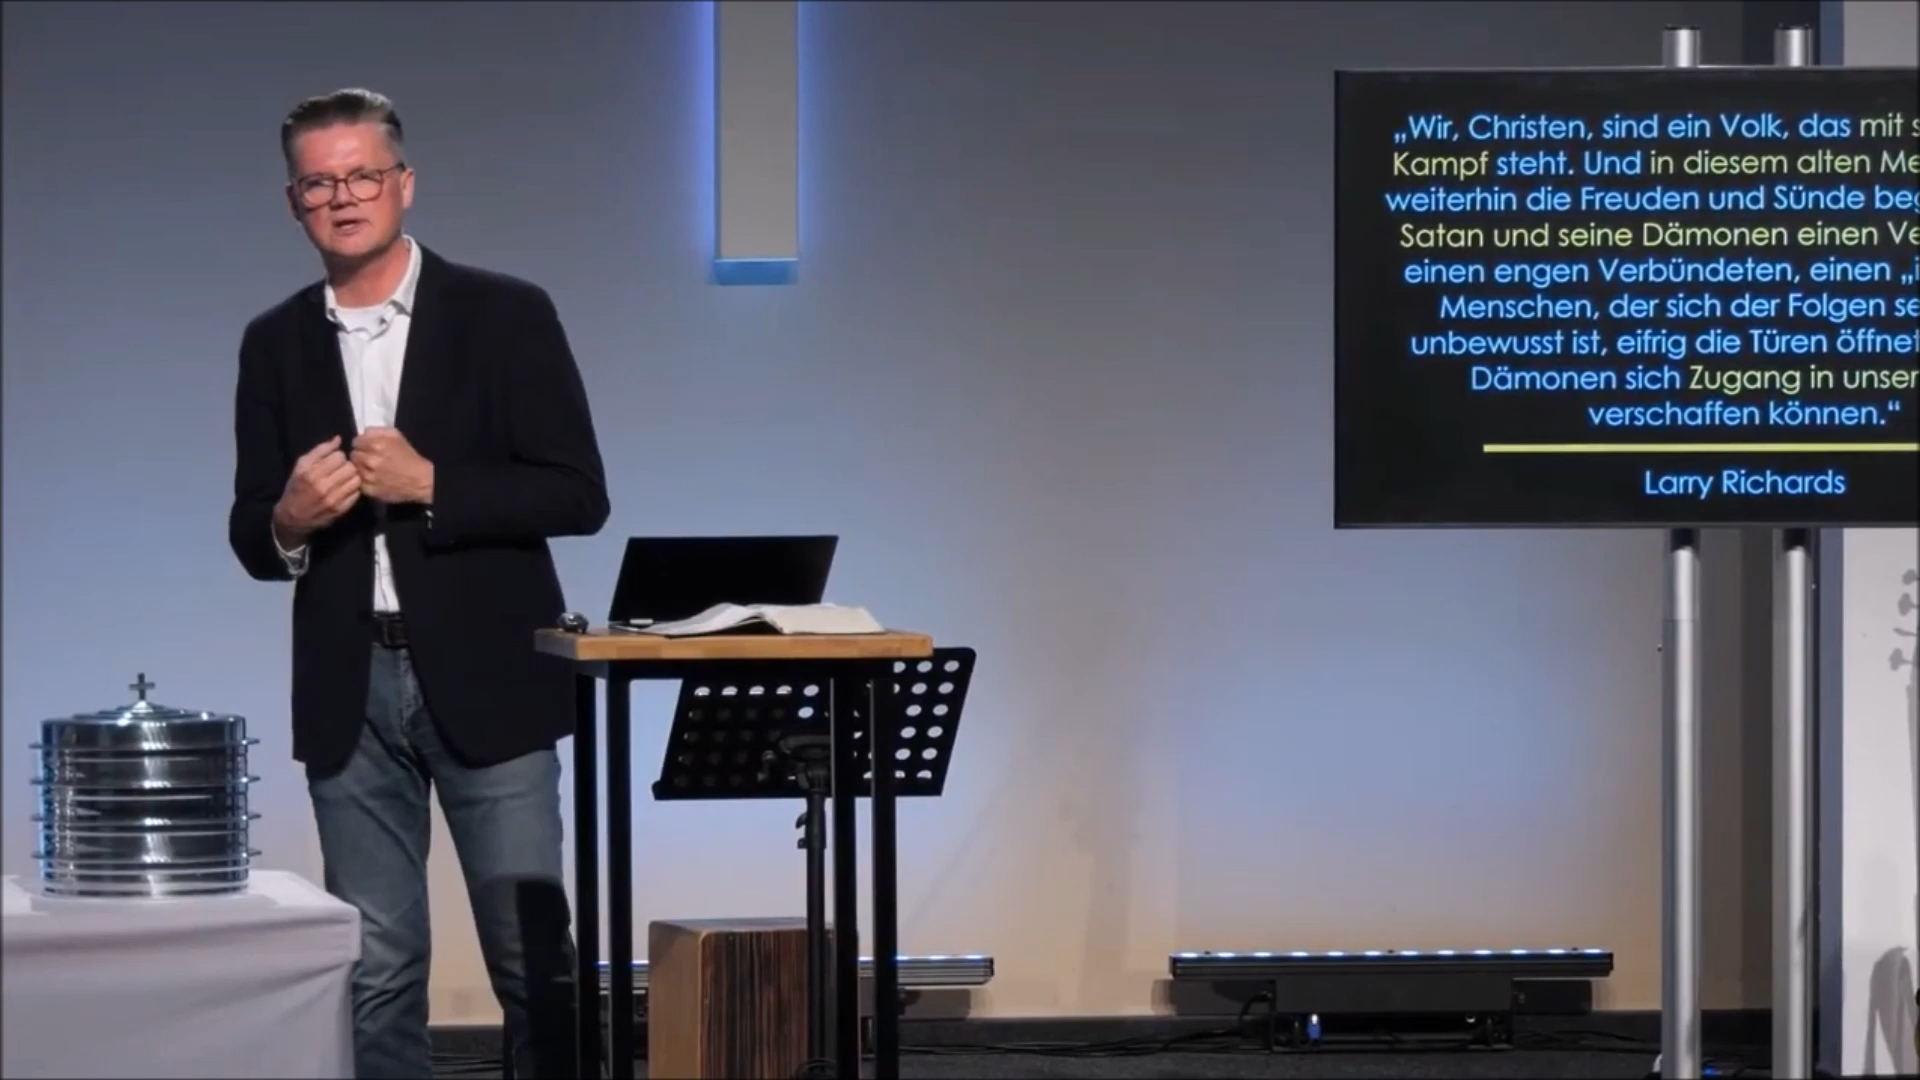 „Wir, Christen, sind ein Volk, das mit
Kampf steht. Und in diesem alten
weiterhin die Freuden und Sünde
Satan und seine Dämonen einen
einen engen Verbündeten, einen
Menschen, der sich der Folgen
unbewusst ist, eifrig die Türen
Dämonen sich Zugang in
verschaffen können.“
Larry Richards